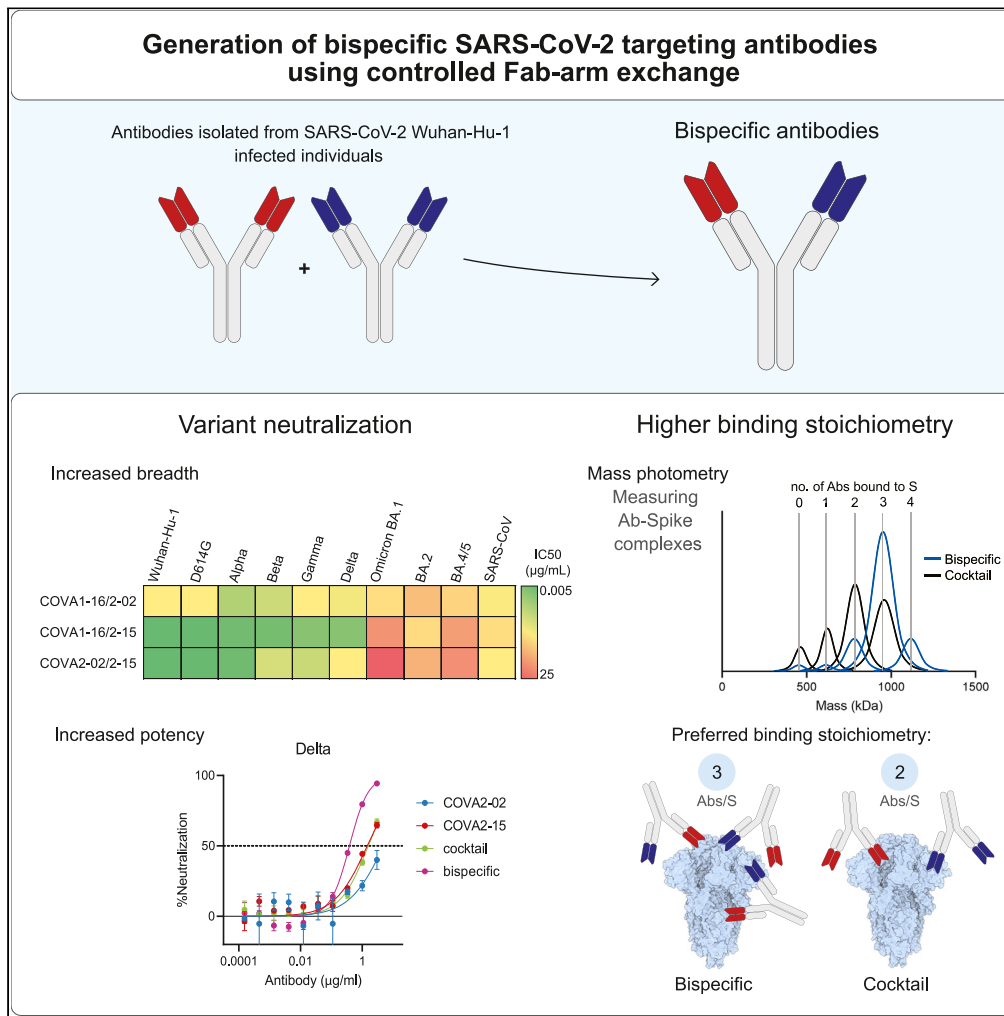 Generation of bispecific SARS-CoV-2 targeting antibodies
using controlled Fab-arm exchange
Antibodies isolated from SARS-CoV-2 Wuhan-Hu-1
infected individuals
Bispecific antibodies
+
Variant neutralization
Increased breadth
Wuhan-Hu-1
D614G
Alpha
Beta
Gamma
Delta
Omicron BA.1
BA.2
BA.4/5
SARS-CoV
IC50
(µg/mL)
0.005
25
COVA1-16/2-02
COVA1-16/2-15
COVA2-02/2-15
Increased potency
Delta
100
50
0
%Neutralization
0.0001
0.01
1
Antibody (µg/ml)
COVA2-02
COVA2-15
cocktail
bispecific
Higher binding stoichiometry
Mass photometry
Measuring
Ab-Spike
complexes
no. of Abs bound to S
0 1 2 3 4
Bispecific
Cocktail
0 500 1000 1500
Mass (kDa)
Preferred binding stoichiometry:
3
Abs/S
2
Abs/S
Bispecific
Cocktail